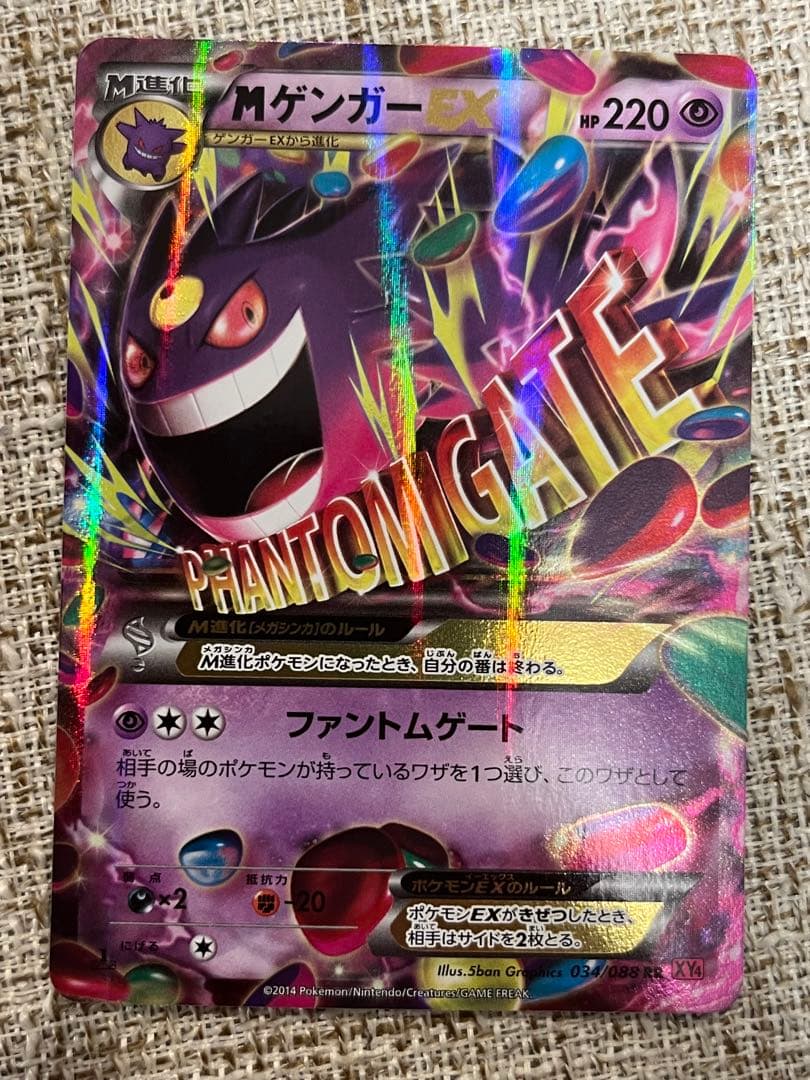 M進化
MゲンガーEX
HP220
ゲンガーEXから進化
PHANTOM GATE
M進化[メガシンカ]のルール
M進化ポケモンになったとき、自分の番は終わる。
ファントムゲート
相手の場のポケモンが持っているワザを1つ選び、このワザとして
使う。
弱点
×2
抵抗力
-20
にげる
ポケモンEXのルール
ポケモンEXがきぜつしたとき、
相手はサイドを2枚とる。
Illus.5ban Graphics 034/088 RR XY4
©2014 Pokémon/Nintendo/Creatures/GAME FREAK.